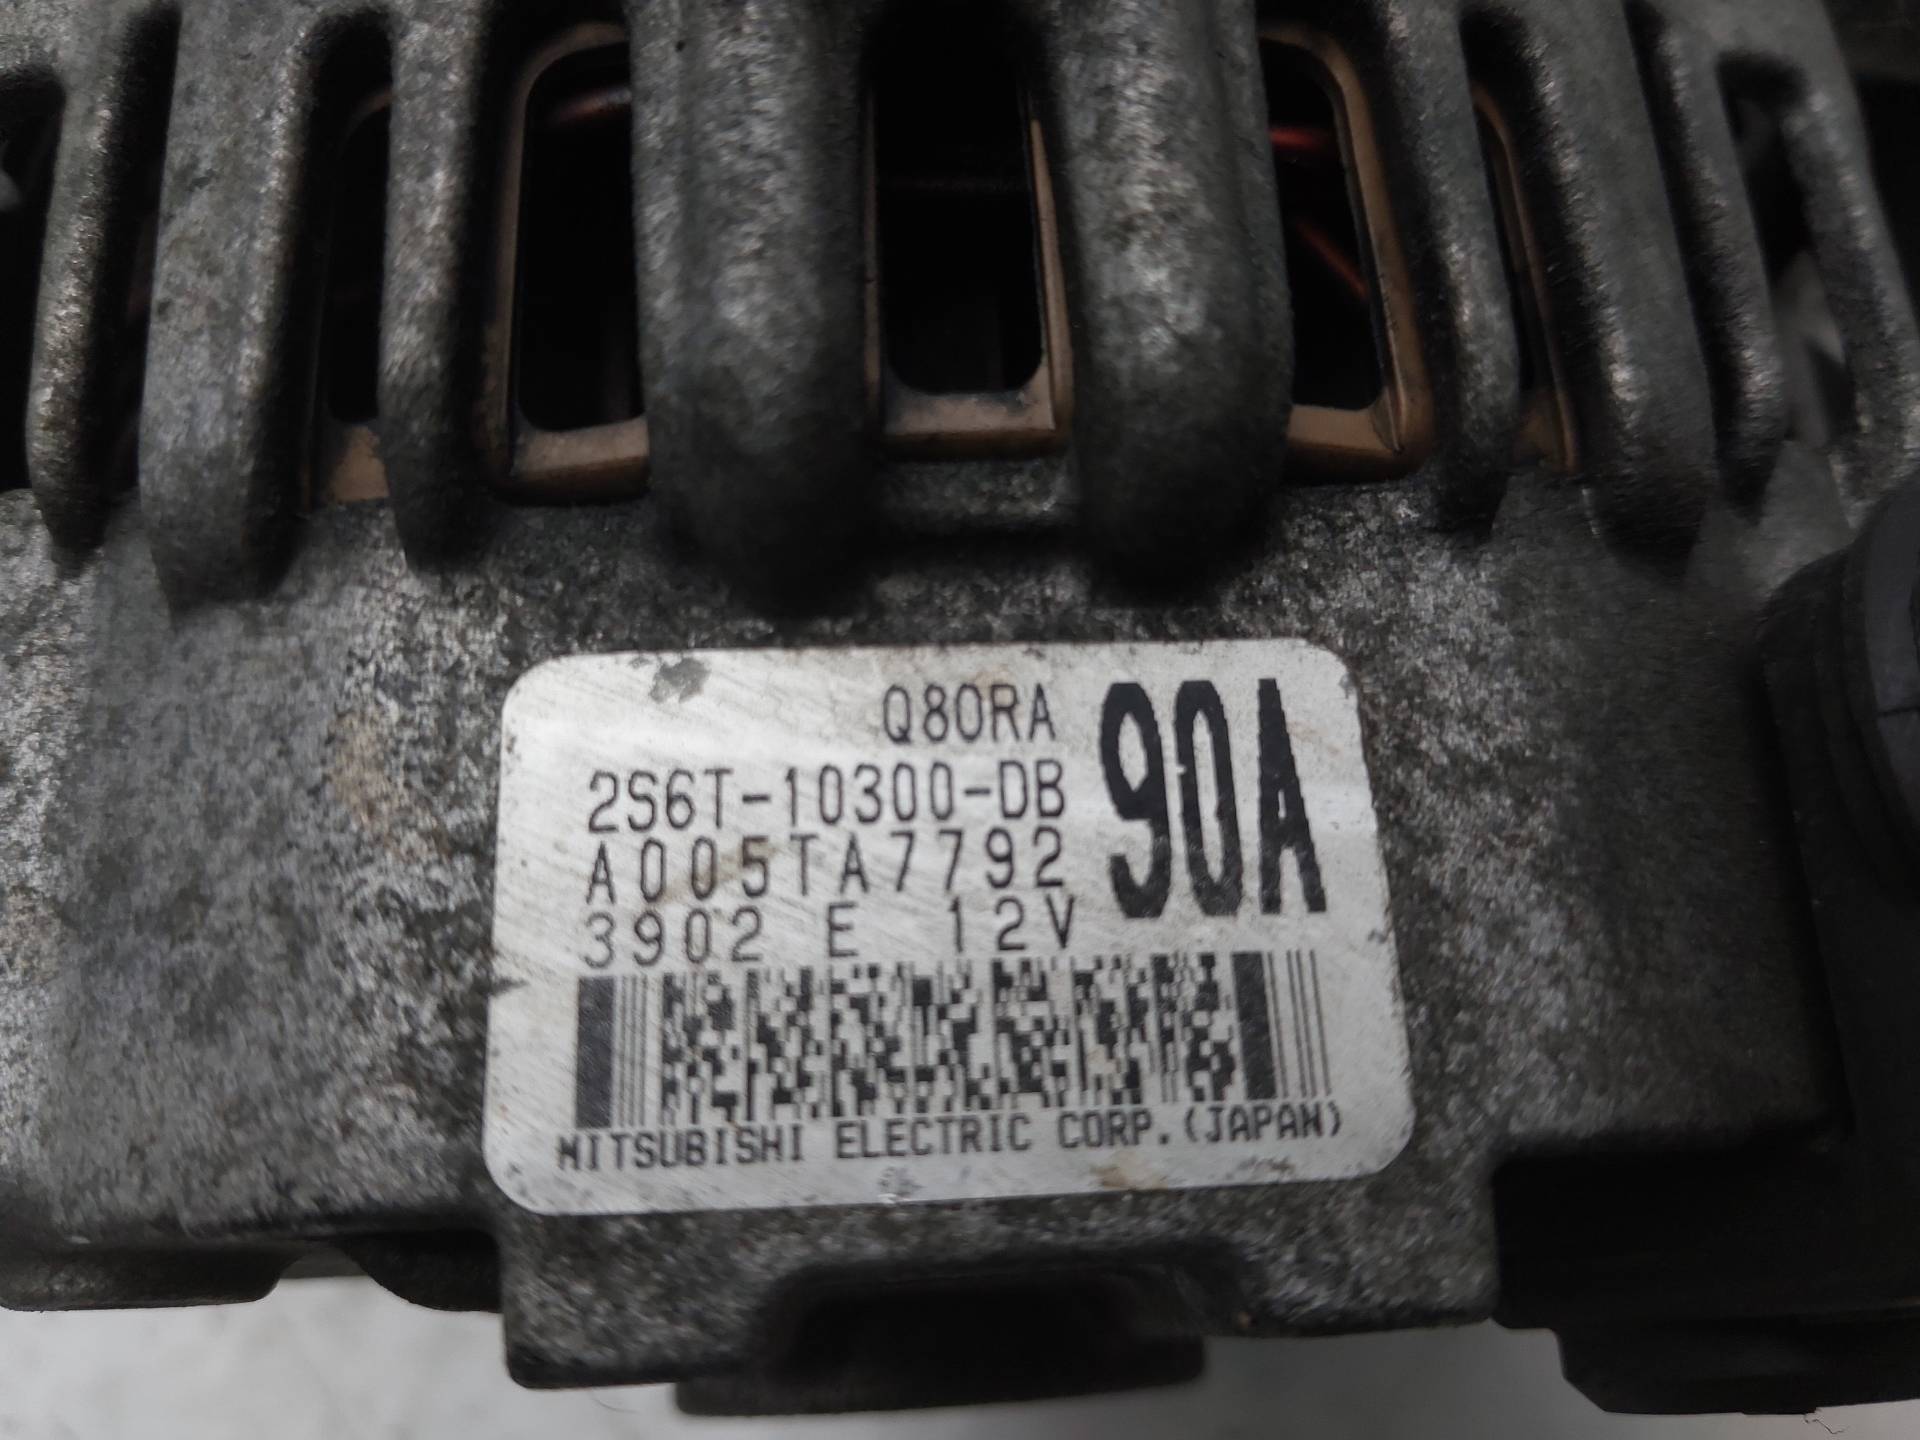 Q80RA
2S6T-10300-DB
90A
A005TA7792
3902 E 12V
MITSUBISHI ELECTRIC CORP.(JAPAN)